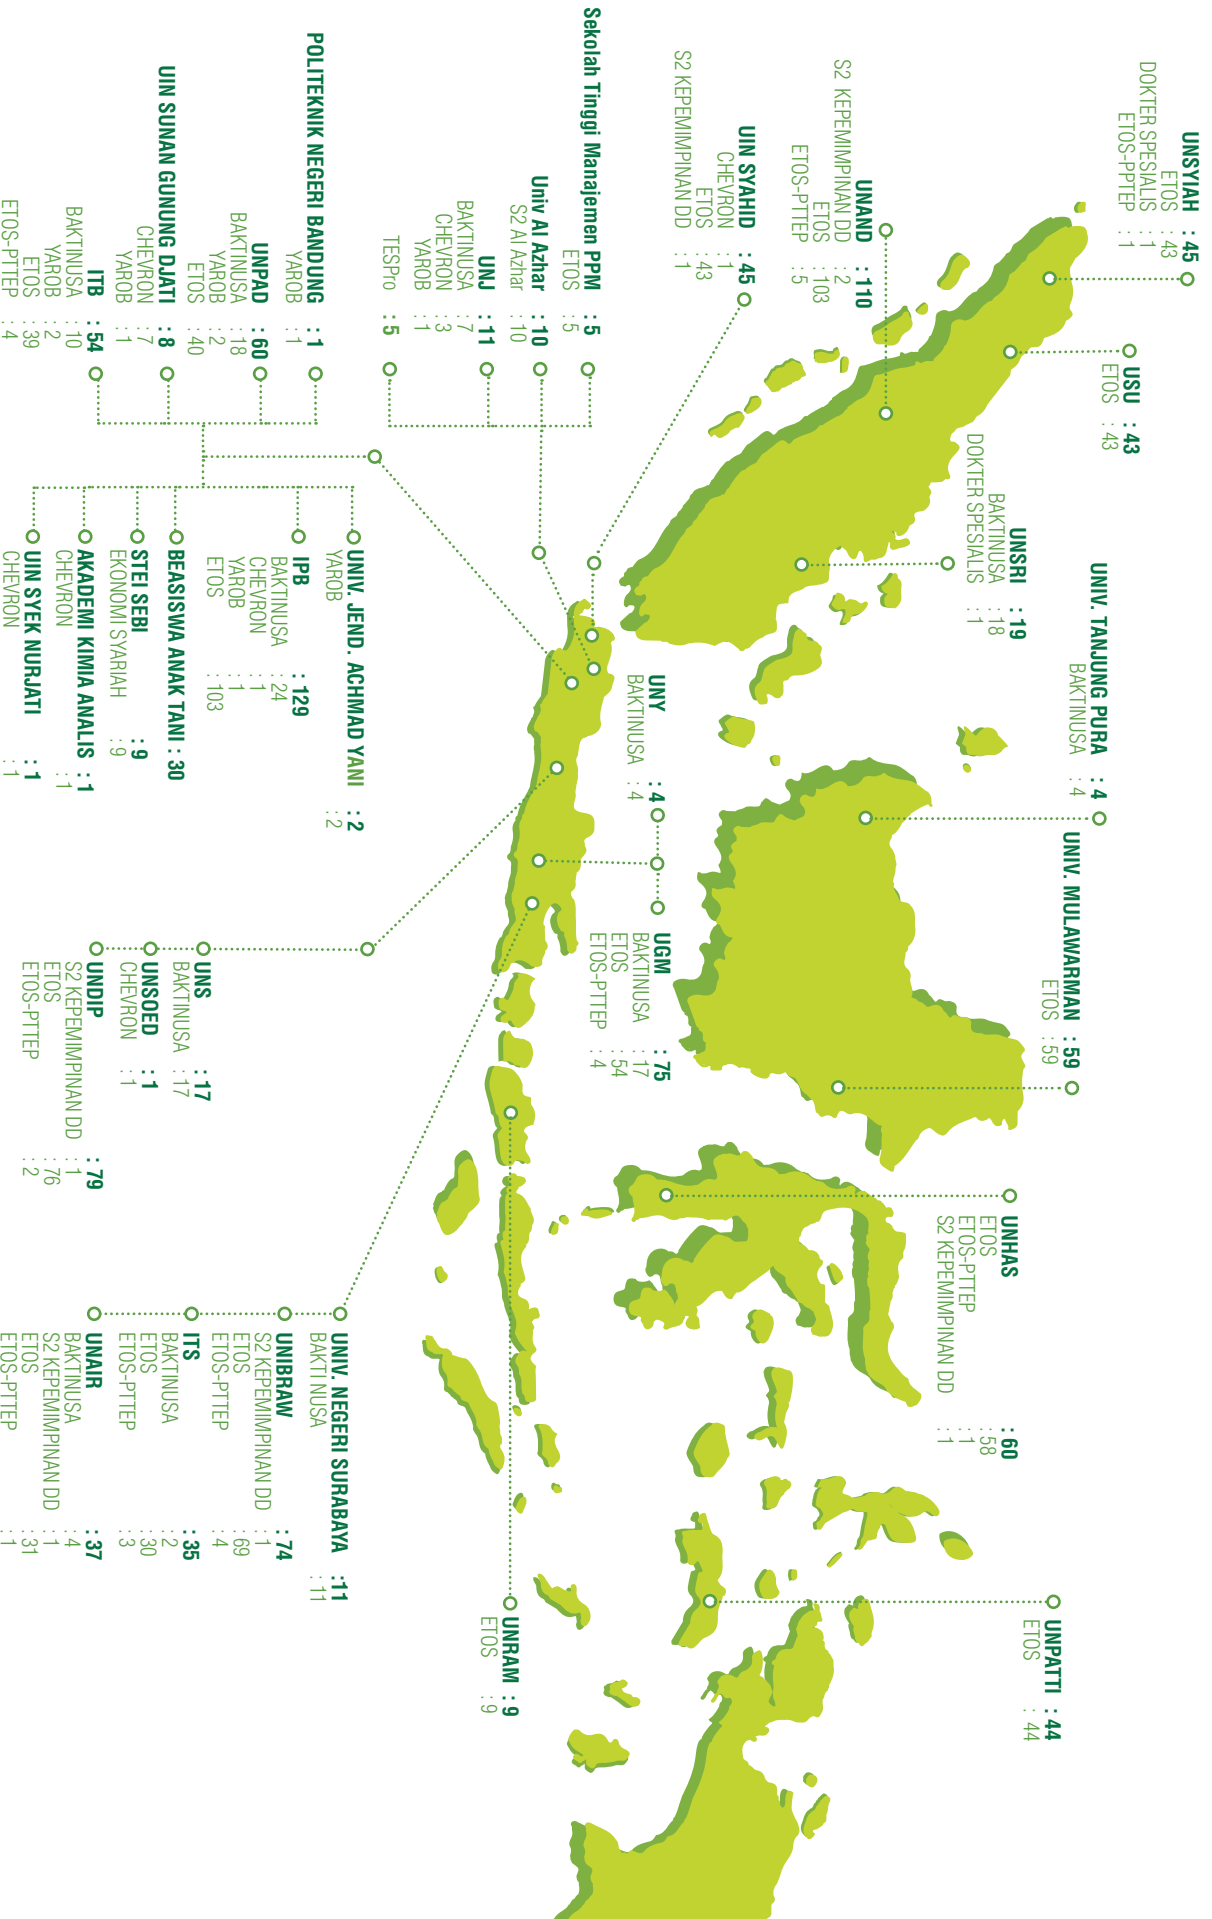 UNSYIAH : 45
ETOS : 43
DOKTER SPESIALIS : 1
ETOS-PPTEP : 1
USU : 43
ETOS : 43
UNIV. TANJUNG PURA : 4
BAKTINUSA : 4
UNIV. MULAWARMAN : 59
ETOS : 59
UNPATTI : 44
ETOS : 44
UNSRI : 19
BAKTINUSA : 18
DOKTER SPESIALIS : 1
UNHAS : 60
ETOS : 58
ETOS-PTTEP : 1
S2 KEPEMIMPINAN DD : 1
UNAND : 110
S2 KEPEMIMPINAN DD : 2
ETOS : 103
ETOS-PTTEP : 5
UIN SYAHID : 45
CHEVRON : 1
ETOS : 43
S2 KEPEMIMPINAN DD : 1
UNY : 4
BAKTINUSA : 4
UGM : 75
BAKTINUSA : 17
ETOS : 54
ETOS-PTTEP : 4
Sekolah Tinggi Manajemen PPM : 5
ETOS : 5
Univ Al Azhar : 10
S2 Al Azhar : 10
UNJ : 11
BAKTINUSA : 7
CHEVRON : 3
YAROB : 1
TESPro : 5
UNRAM : 9
ETOS : 9
POLITEKNIK NEGERI BANDUNG : 1
YAROB : 1
UNPAD : 60
BAKTINUSA : 18
YAROB : 2
ETOS : 40
UIN SUNAN GUNUNG DJATI : 8
CHEVRON : 7
YAROB : 1
ITB : 54
BAKTINUSA : 10
YAROB : 2
ETOS : 39
ETOS-PTTEP : 4
UNIV. JEND. ACHMAD YANI : 2
YAROB : 2
IPB : 129
BAKTINUSA : 24
CHEVRON : 1
YAROB : 1
ETOS : 103
BEASISWA ANAK TANI : 30
STEI SEBI : 9
EKONOMI SYARIAH : 9
AKADEMI KIMIA ANALIS : 1
CHEVRON : 1
UIN SYEK NURJATI : 1
CHEVRON : 1
UNS : 17
BAKTINUSA : 17
UNSOED : 1
CHEVRON : 1
UNDIP : 79
S2 KEPEMIMPINAN DD : 1
ETOS : 76
ETOS-PTTEP : 2
UNIV. NEGERI SURABAYA : 11
BAKTI NUSA : 11
UNIBRAW : 74
S2 KEPEMIMPINAN DD : 1
ETOS : 69
ETOS-PTTEP : 4
ITS : 35
BAKTINUSA : 2
ETOS : 30
ETOS-PTTEP : 3
UNAIR : 37
BAKTINUSA : 4
S2 KEPEMIMPINAN DD : 1
ETOS : 31
ETOS-PTTEP : 1